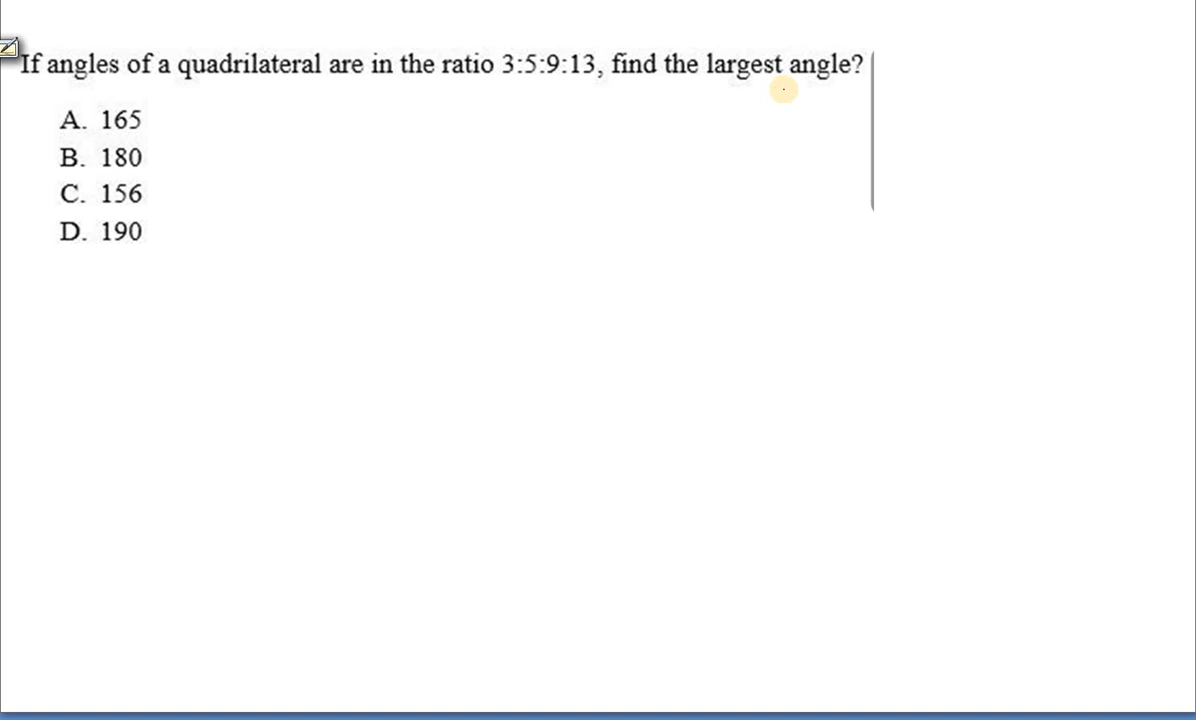 If angles of a quadrilateral are in the ratio 3:5:9:13, find the largest angle?
A. 165
B. 180
C. 156
D. 190